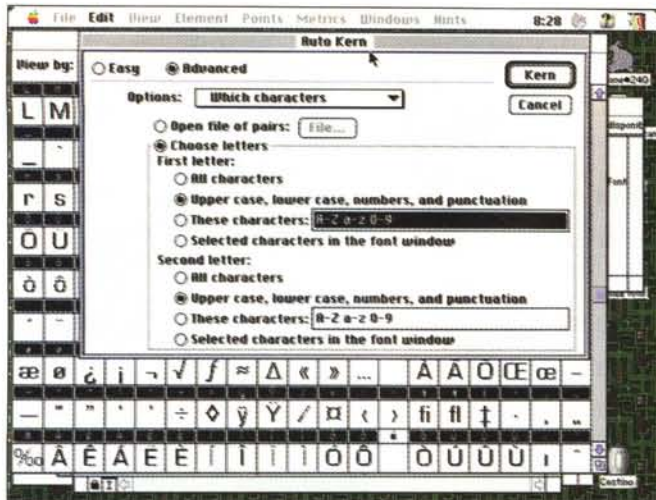 File Edit View Element Points Metrics Windows Hints 8:28
Auto Kern
View by:
Easy Advanced
Kern
Options: Which characters
Cancel
Open file of pairs: File...
Choose letters
First letter:
All characters
Upper case, lower case, numbers, and punctuation
These characters: A-Z a-z 0-9
Selected characters in the font window
Second letter:
All characters
Upper case, lower case, numbers, and punctuation
These characters: A-Z a-z 0-9
Selected characters in the font window
L M
r s
Ö U
ò ô
æ ø ¿ ¡ ¬ √ ƒ ≈ ∆ « » … À Ã Õ Œ œ –
— “ ” ‘ ’ ÷ ◊ ÿ Ÿ ⁄ ¤ ‹ › fi fl ‡ · ‚ „
‰ Â Ê Á Ë È Í Î Ï Ì Ó Ô Ò Ú Û Ù ı ˆ
Cestino